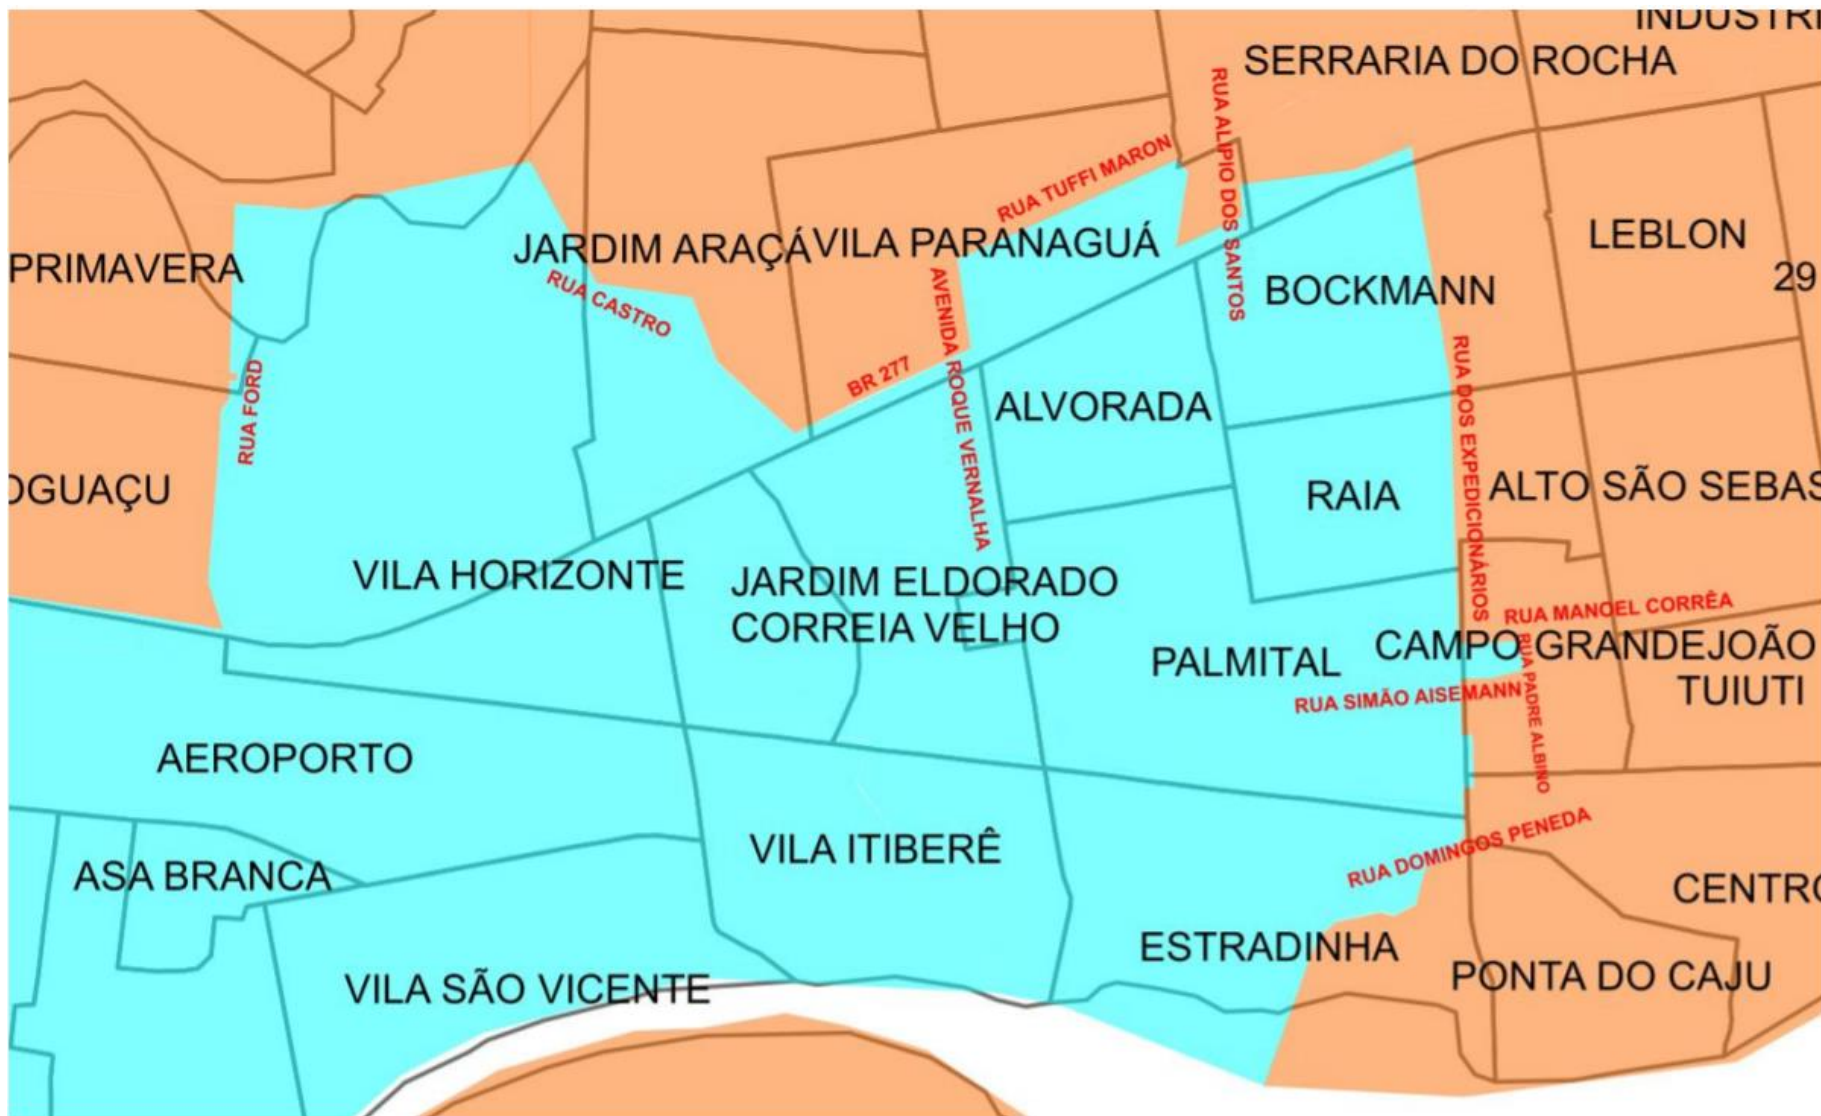 INDUSTRI
SERRARIA DO ROCHA
RUA ALIPIO DOS SANTOS
RUA TUFFI MARON
PRIMAVERA
JARDIM ARAÇÁ
VILA PARANAGUÁ
LEBLON
29
BOCKMANN
RUA CASTRO
AVENIDA ROQUE VERNALHA
BR 277
RUA FORD
ALVORADA
RUA DOS EXPEDICIONÁRIOS
OGUAÇU
RAIA
ALTO SÃO SEBAS
VILA HORIZONTE
JARDIM ELDORADO
CORREIA VELHO
RUA MANOEL CORRÊA
PALMITAL
CAMPO GRANDE
JOÃO
TUIUTI
RUA SIMÃO AISEMANN
RUA PADRE ALBINO
AEROPORTO
VILA ITIBERÊ
RUA DOMINGOS PENEDA
ASA BRANCA
CENTRO
ESTRADINHA
VILA SÃO VICENTE
PONTA DO CAJU